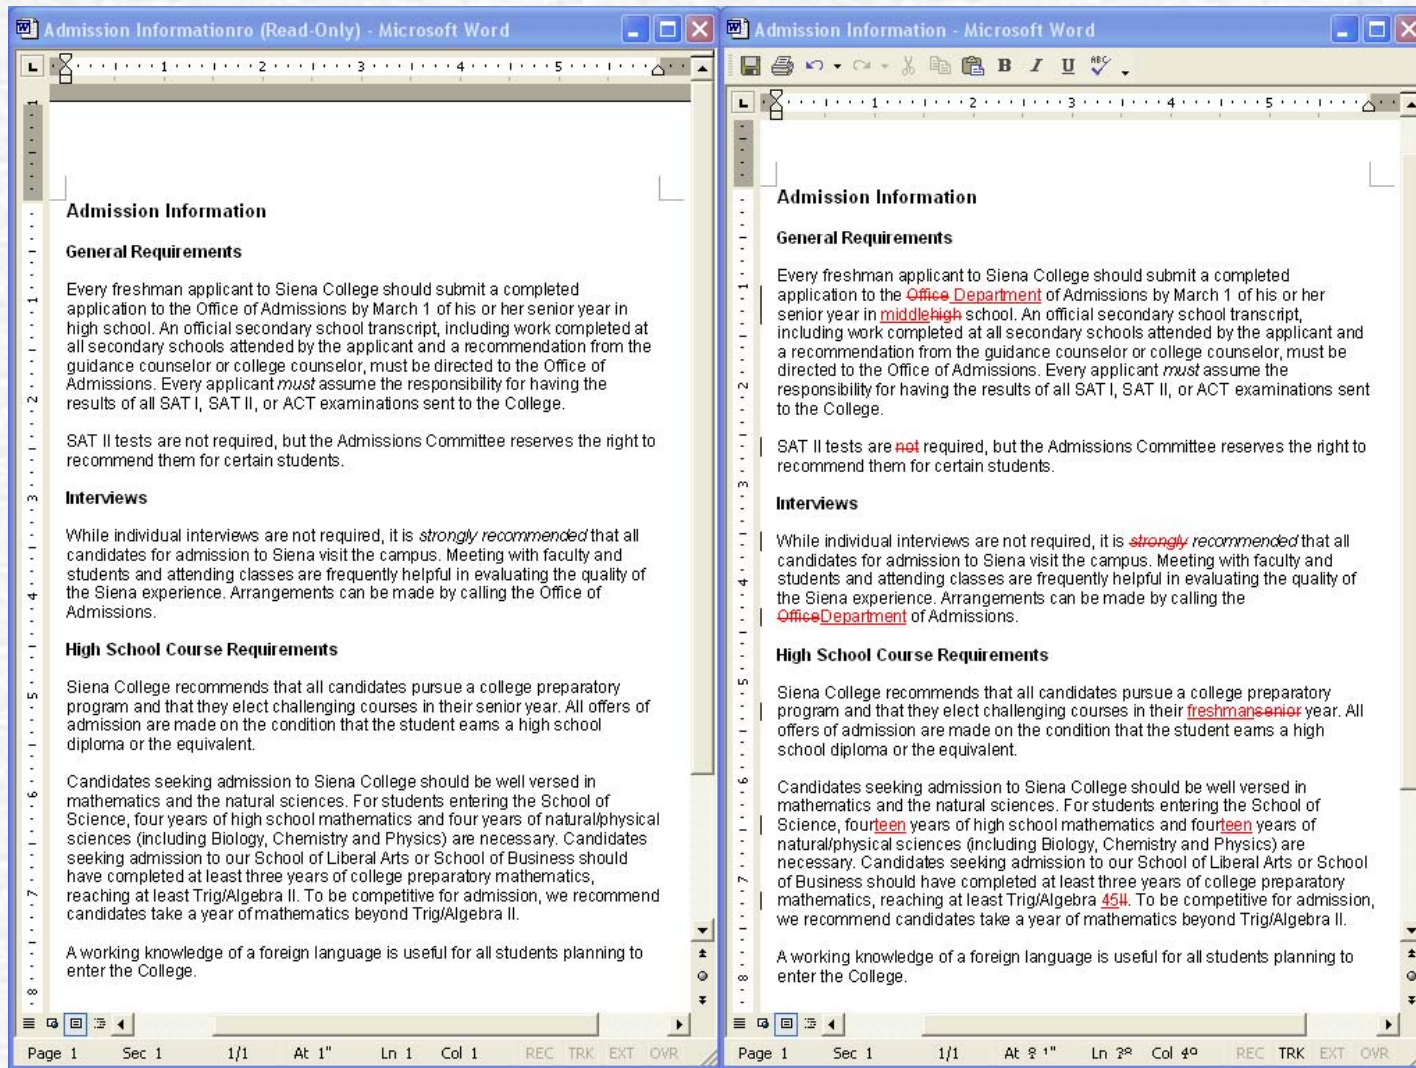 Admission Informationro (Read-Only) - Microsoft Word
1 2 3 4 5
Admission Information
General Requirements
Every freshman applicant to Siena College should submit a completed
application to the Office of Admissions by March 1 of his or her senior year in
high school. An official secondary school transcript, including work completed at
all secondary schools attended by the applicant and a recommendation from the
guidance counselor or college counselor, must be directed to the Office of
Admissions. Every applicant must assume the responsibility for having the
results of all SAT I, SAT II, or ACT examinations sent to the College.
SAT II tests are not required, but the Admissions Committee reserves the right to
recommend them for certain students.
Interviews
While individual interviews are not required, it is strongly recommended that all
candidates for admission to Siena visit the campus. Meeting with faculty and
students and attending classes are frequently helpful in evaluating the quality of
the Siena experience. Arrangements can be made by calling the Office of
Admissions.
High School Course Requirements
Siena College recommends that all candidates pursue a college preparatory
program and that they elect challenging courses in their senior year. All offers of
admission are made on the condition that the student earns a high school
diploma or the equivalent.
Candidates seeking admission to Siena College should be well versed in
mathematics and the natural sciences. For students entering the School of
Science, four years of high school mathematics and four years of natural/physical
sciences (including Biology, Chemistry and Physics) are necessary. Candidates
seeking admission to our School of Liberal Arts or School of Business should
have completed at least three years of college preparatory mathematics,
reaching at least Trig/Algebra II. To be competitive for admission, we recommend
candidates take a year of mathematics beyond Trig/Algebra II.
A working knowledge of a foreign language is useful for all students planning to
enter the College.
Page 1 Sec 1 1/1 At 1" Ln 1 Col 1 REC TRK EXT OVR
Admission Information - Microsoft Word
B I U ABC
1 2 3 4 5
Admission Information
General Requirements
Every freshman applicant to Siena College should submit a completed
application to the Office Department of Admissions by March 1 of his or her
senior year in middlehigh school. An official secondary school transcript,
including work completed at all secondary schools attended by the applicant and
a recommendation from the guidance counselor or college counselor, must be
directed to the Office of Admissions. Every applicant must assume the
responsibility for having the results of all SAT I, SAT II, or ACT examinations sent
to the College.
SAT II tests are not required, but the Admissions Committee reserves the right to
recommend them for certain students.
Interviews
While individual interviews are not required, it is strongly recommended that all
candidates for admission to Siena visit the campus. Meeting with faculty and
students and attending classes are frequently helpful in evaluating the quality of
the Siena experience. Arrangements can be made by calling the
OfficeDepartment of Admissions.
High School Course Requirements
Siena College recommends that all candidates pursue a college preparatory
program and that they elect challenging courses in their freshmansenior year. All
offers of admission are made on the condition that the student earns a high
school diploma or the equivalent.
Candidates seeking admission to Siena College should be well versed in
mathematics and the natural sciences. For students entering the School of
Science, fourteen years of high school mathematics and fourteen years of
natural/physical sciences (including Biology, Chemistry and Physics) are
necessary. Candidates seeking admission to our School of Liberal Arts or School
of Business should have completed at least three years of college preparatory
mathematics, reaching at least Trig/Algebra 45II. To be competitive for admission,
we recommend candidates take a year of mathematics beyond Trig/Algebra II.
A working knowledge of a foreign language is useful for all students planning to
enter the College.
Page 1 Sec 1 1/1 At 1" Ln Col REC TRK EXT OVR